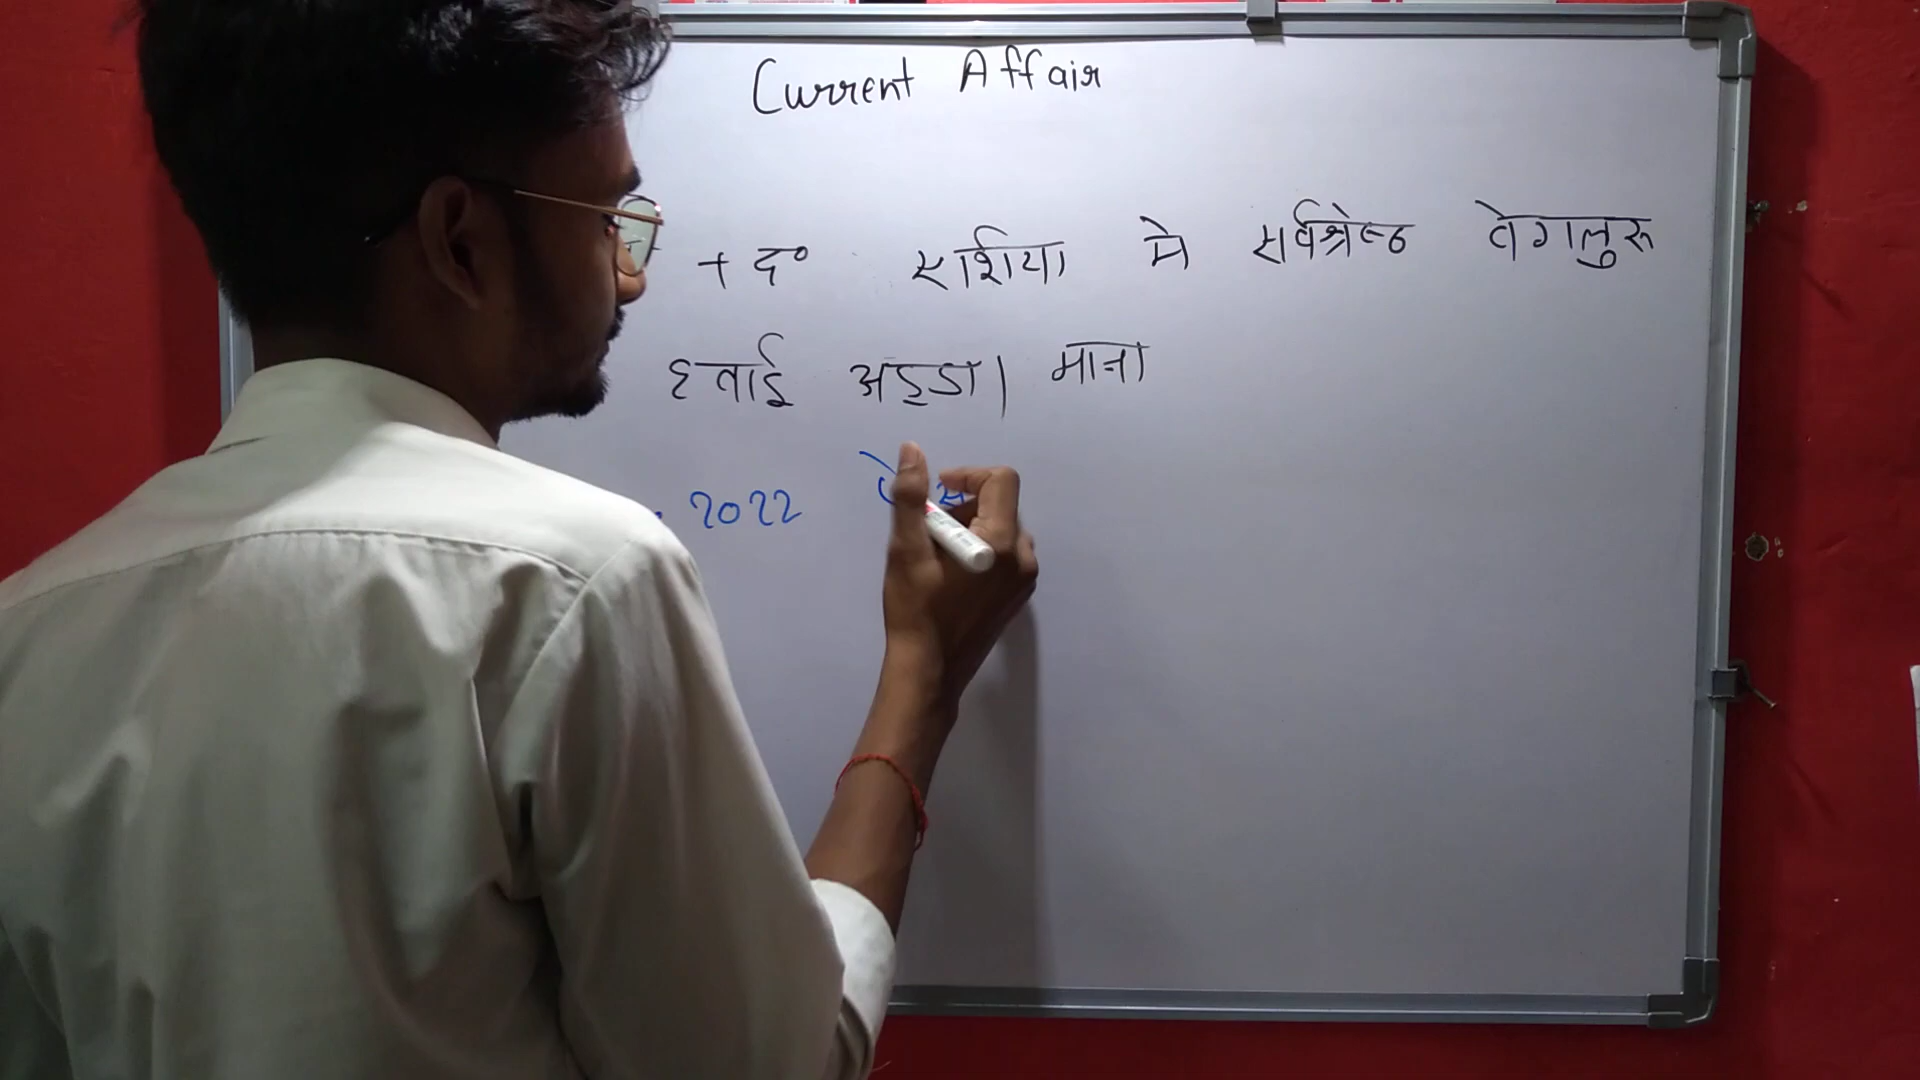 Current Affair
+ द० एशिया मे सर्वश्रेष्ठ वेगलुरू
हवाई अड्डा । माना
2022